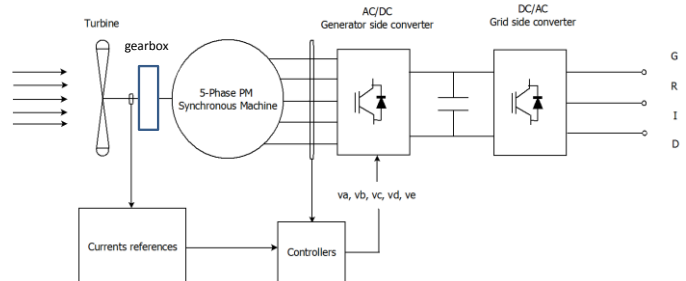 Turbine
gearbox
5-Phase PM
Synchronous Machine
AC/DC
Generator side converter
DC/AC
Grid side converter
G
R
I
D
va, vb, vc, vd, ve
Currents references
Controllers